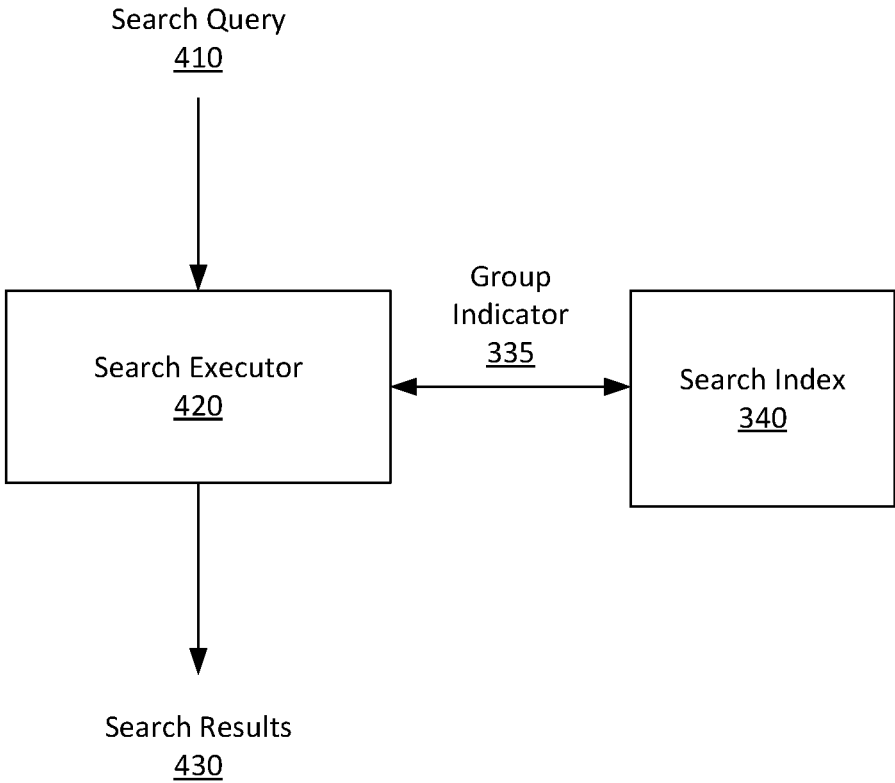 Search Query
410
Group
Indicator
335
Search Executor
420
Search Index
340
Search Results
430